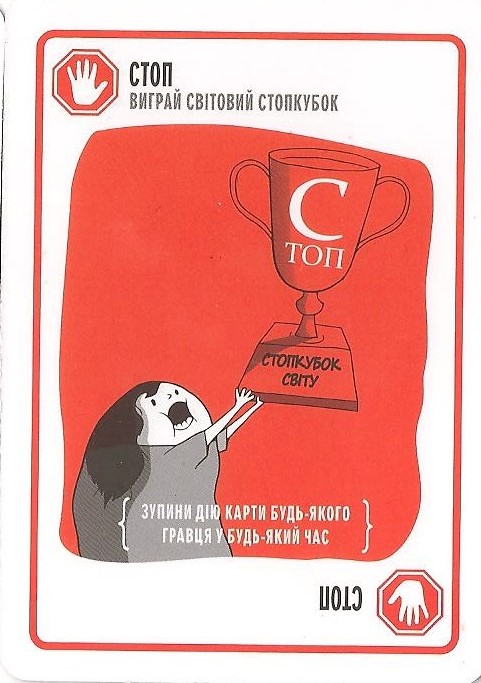 СТОП
ВИГРАЙ СВІТОВИЙ СТОПКУБОК
С
ТОП
СТОПКУБОК
СВІТУ
ЗУПИНИ ДІЮ КАРТИ БУДЬ-ЯКОГО
ГРАВЦЯ У БУДЬ-ЯКИЙ ЧАС
СТОП